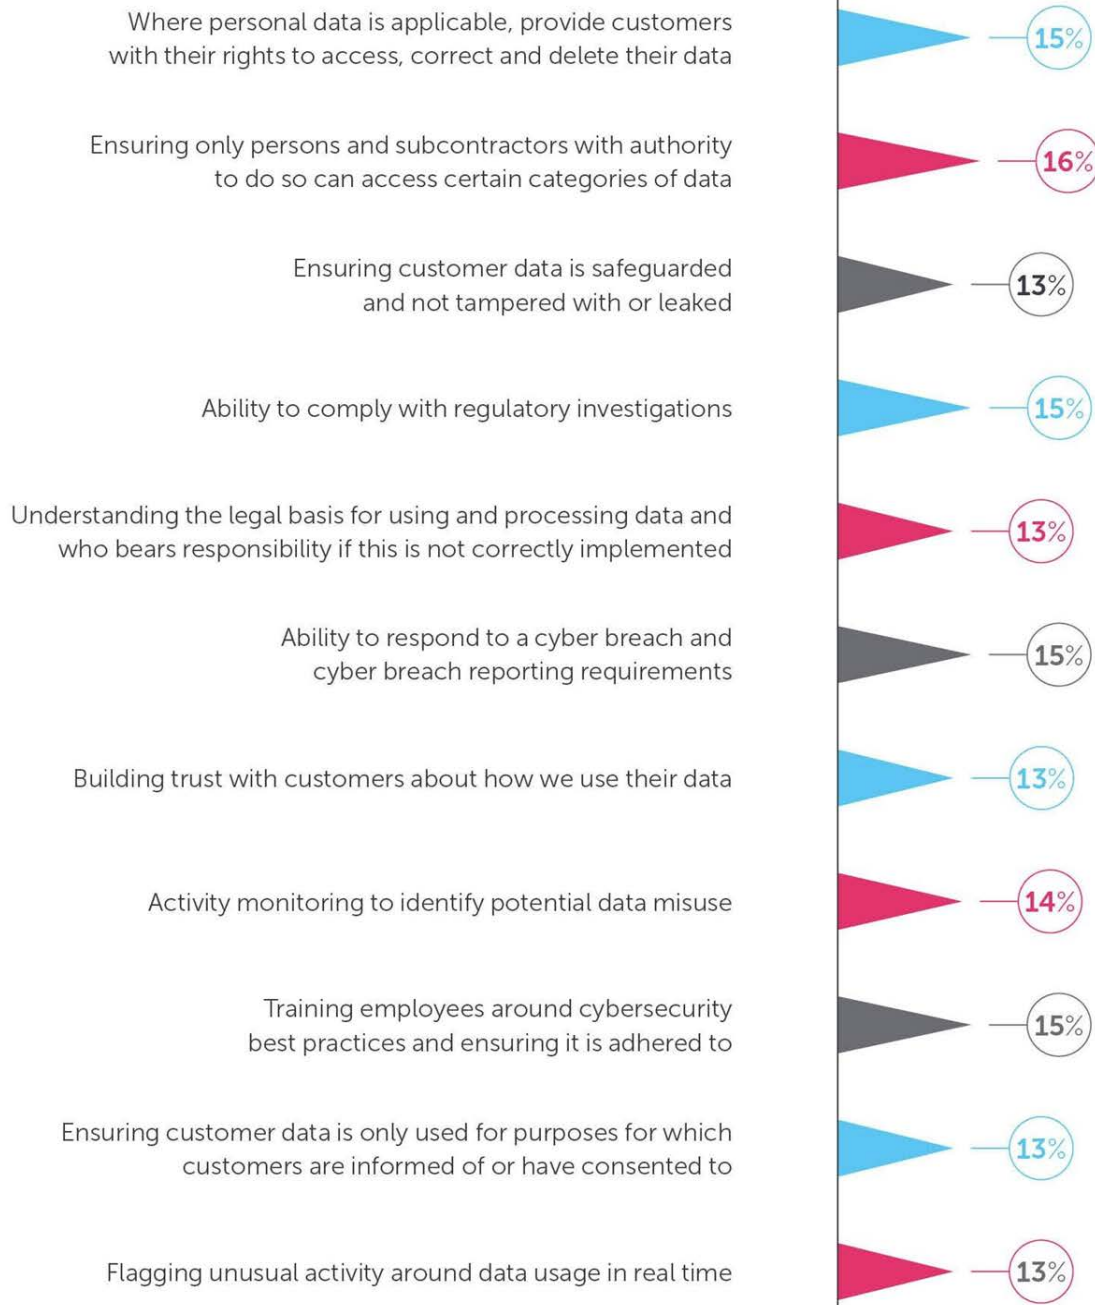 Where personal data is applicable, provide customers
with their rights to access, correct and delete their data
15%
Ensuring only persons and subcontractors with authority
to do so can access certain categories of data
16%
Ensuring customer data is safeguarded
and not tampered with or leaked
13%
Ability to comply with regulatory investigations
15%
Understanding the legal basis for using and processing data and
who bears responsibility if this is not correctly implemented
13%
Ability to respond to a cyber breach and
cyber breach reporting requirements
15%
Building trust with customers about how we use their data
13%
Activity monitoring to identify potential data misuse
14%
Training employees around cybersecurity
best practices and ensuring it is adhered to
15%
Ensuring customer data is only used for purposes for which
customers are informed of or have consented to
13%
Flagging unusual activity around data usage in real time
13%